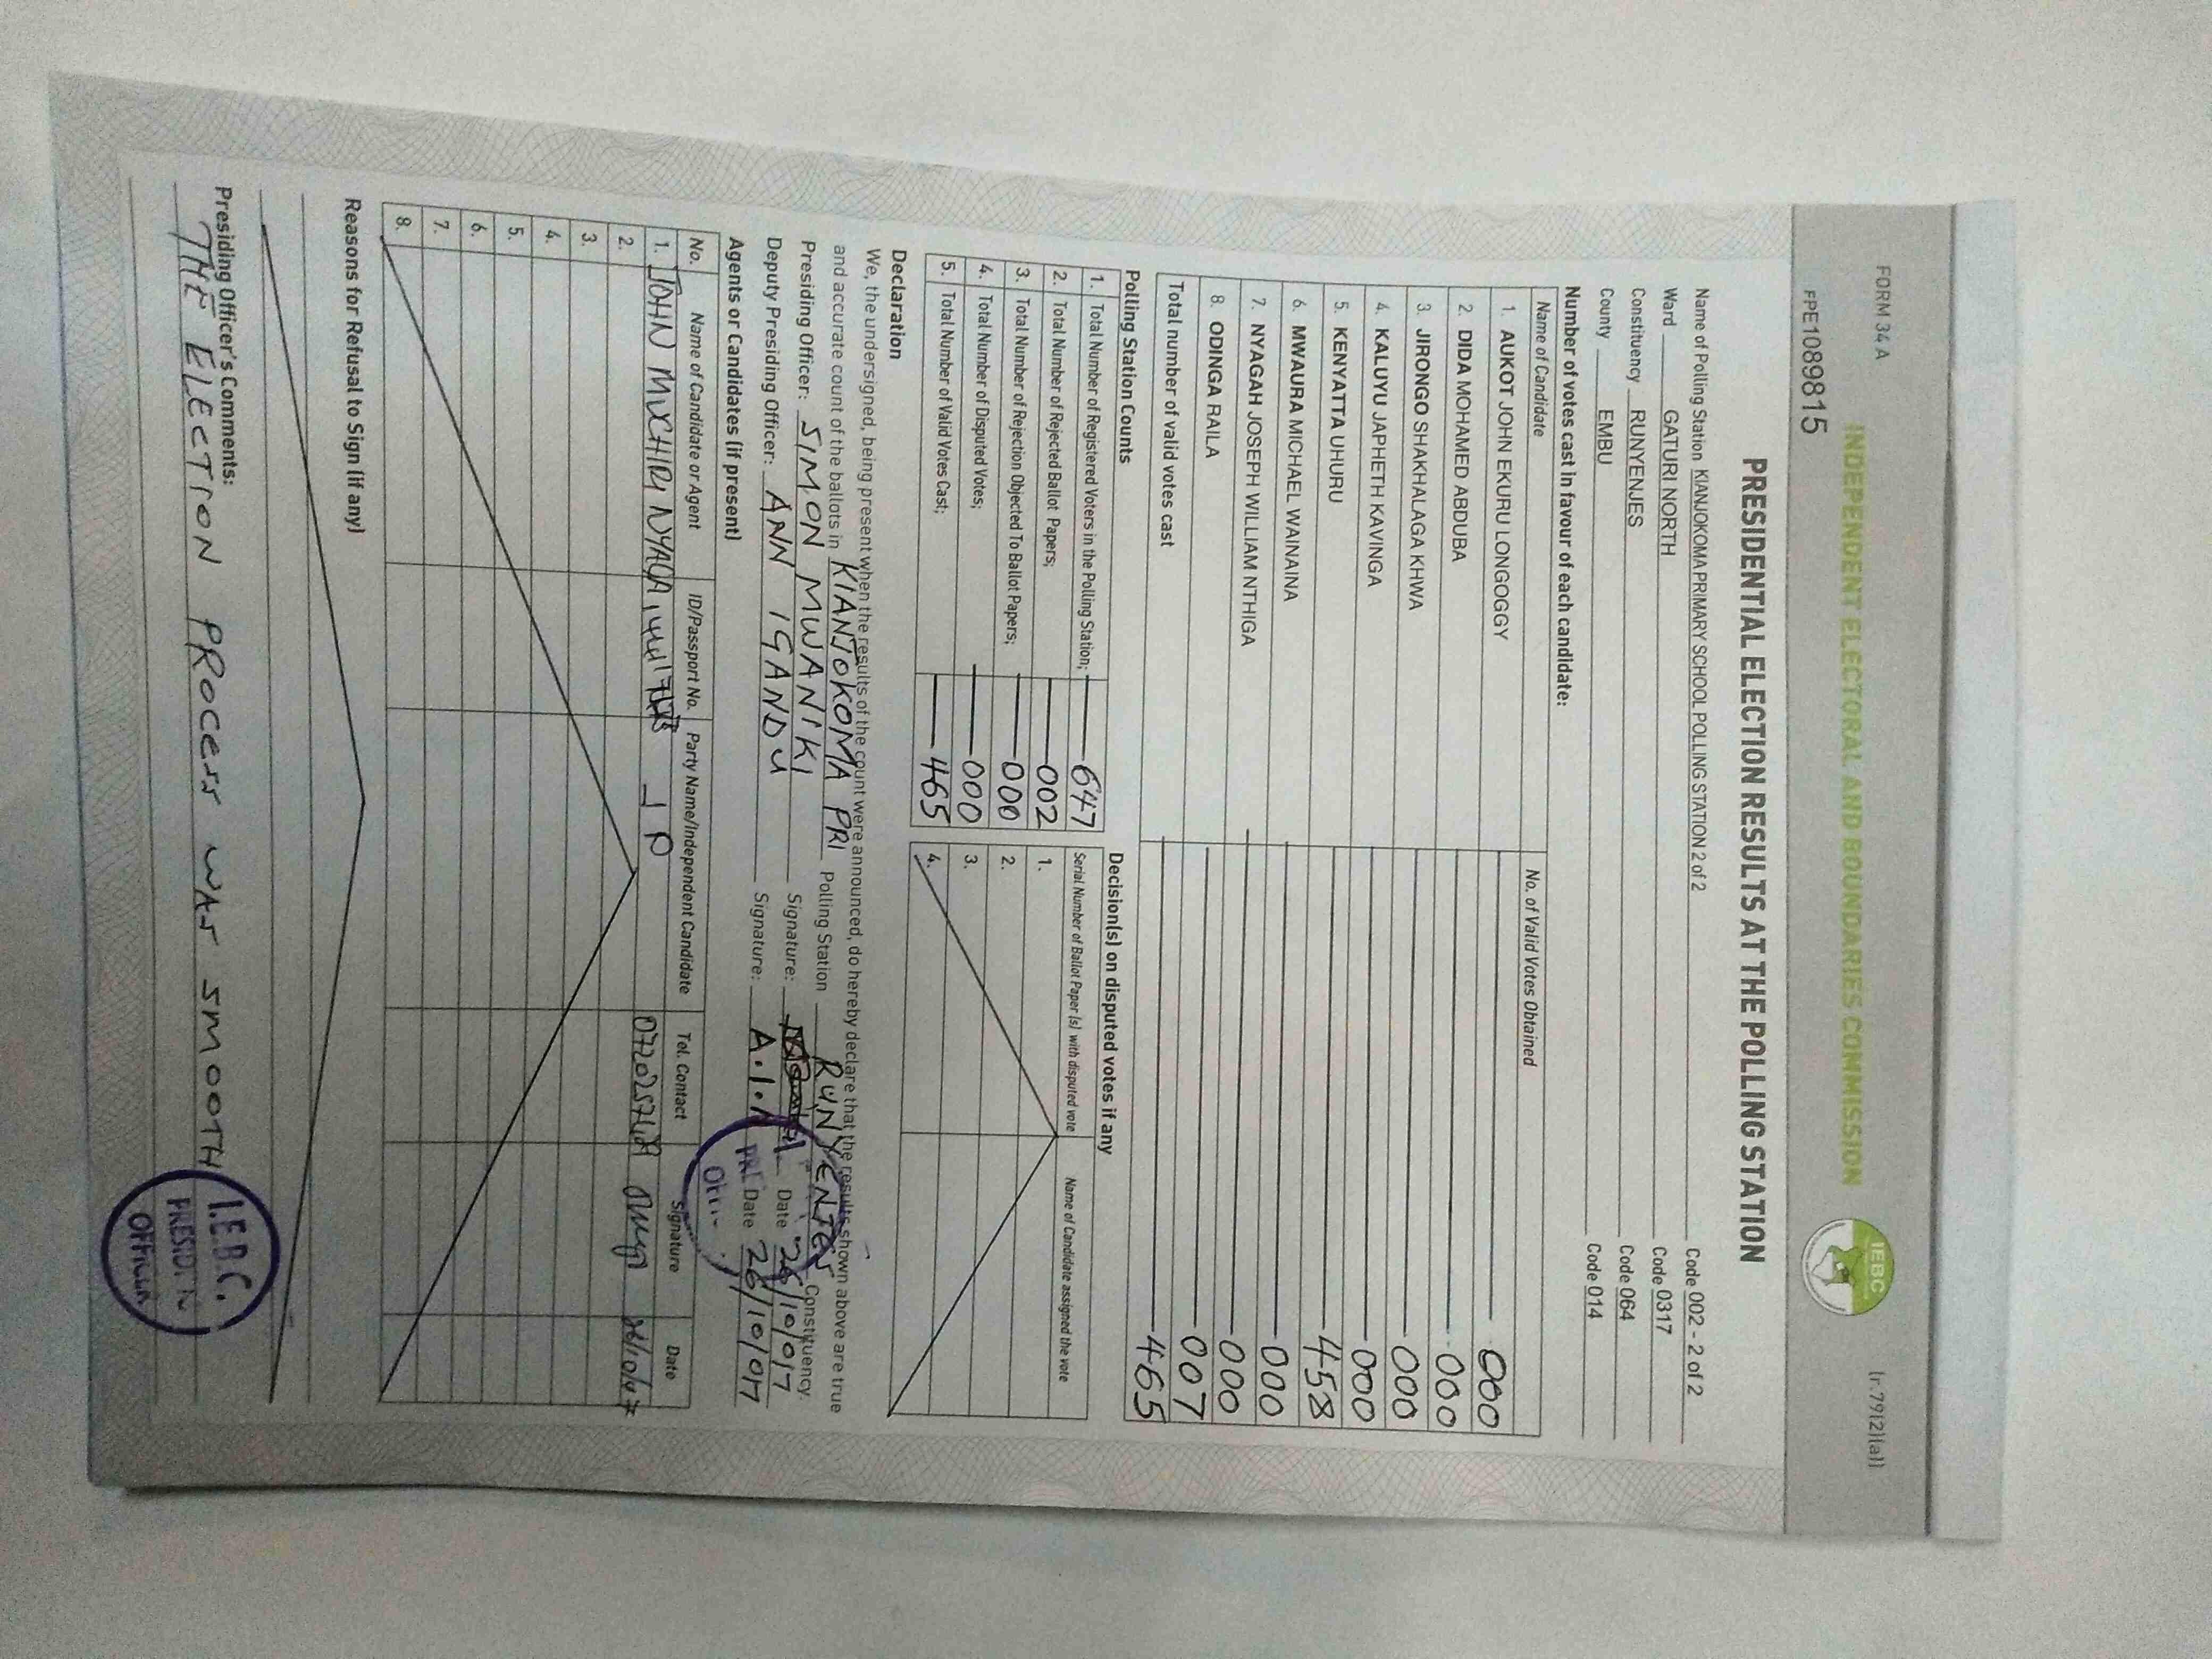 FORM 34 A
(r.79(2)(a))
INDEPENDENT ELECTORAL AND BOUNDARIES COMMISSION
IEBC
FPE1089815
PRESIDENTIAL ELECTION RESULTS AT THE POLLING STATION
Name of Polling Station KIANJOKOMA PRIMARY SCHOOL POLLING STATION 2 of 2 Code 002 - 2 of 2
Ward GATURI NORTH Code 0317
Constituency RUNYENJES Code 064
County EMBU Code 014
Number of votes cast in favour of each candidate:
Name of Candidate No. of Valid Votes Obtained
1. AUKOT JOHN EKURU LONGOGGY 000
2. DIDA MOHAMED ABDUBA 000
3. JIRONGO SHAKHALAGA KHWA 000
4. KALUYU JAPHETH KAVINGA 000
5. KENYATTA UHURU 458
6. MWAURA MICHAEL WAINAINA 000
7. NYAGAH JOSEPH WILLIAM NTHIGA 000
8. ODINGA RAILA 007
Total number of valid votes cast 465
Polling Station Counts
1. Total Number of Registered Voters in the Polling Station; 647
2. Total Number of Rejected Ballot Papers; 002
3. Total Number of Rejection Objected To Ballot Papers; 000
4. Total Number of Disputed Votes; 000
5. Total Number of Valid Votes Cast; 465
Decision(s) on disputed votes if any
Serial Number of Ballot Paper (s) with disputed vote Name of Candidate assigned the vote
1.
2.
3.
4.
Declaration
We, the undersigned, being present when the results of the count were announced, do hereby declare that the results shown above are true
and accurate count of the ballots in KIANJOKOMA PRI Polling Station RUNYENJES Constituency.
Presiding Officer: SIMON MWANIKI Signature: Date 26/10/017
Deputy Presiding Officer: ANN IGANDU Signature: A.I.N Date 26/10/017
Agents or Candidates (if present)
No. Name of Candidate or Agent ID/Passport No. Party Name/Independent Candidate Tel. Contact Signature Date
1. JOHN MUCHIRI NYAGA JP
2.
3.
4.
5.
6.
7.
8.
Reasons for Refusal to Sign (if any)
Presiding Officer's Comments:
THE ELECTION PROCESS WAS SMOOTH
I.E.B.C.